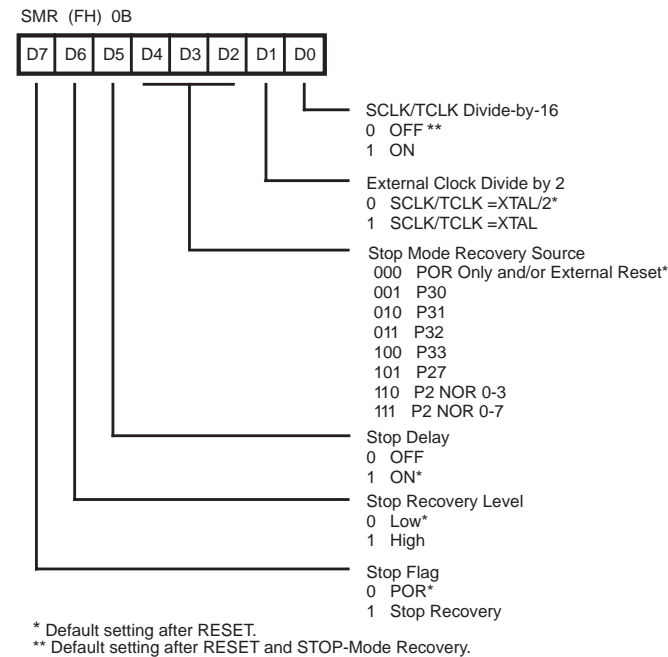 SMR (FH) 0B
D7 D6 D5 D4 D3 D2 D1 D0
SCLK/TCLK Divide-by-16
0 OFF **
1 ON
External Clock Divide by 2
0 SCLK/TCLK =XTAL/2*
1 SCLK/TCLK =XTAL
Stop Mode Recovery Source
000 POR Only and/or External Reset*
001 P30
010 P31
011 P32
100 P33
101 P27
110 P2 NOR 0-3
111 P2 NOR 0-7
Stop Delay
0 OFF
1 ON*
Stop Recovery Level
0 Low*
1 High
Stop Flag
0 POR*
1 Stop Recovery
* Default setting after RESET.
** Default setting after RESET and STOP-Mode Recovery.